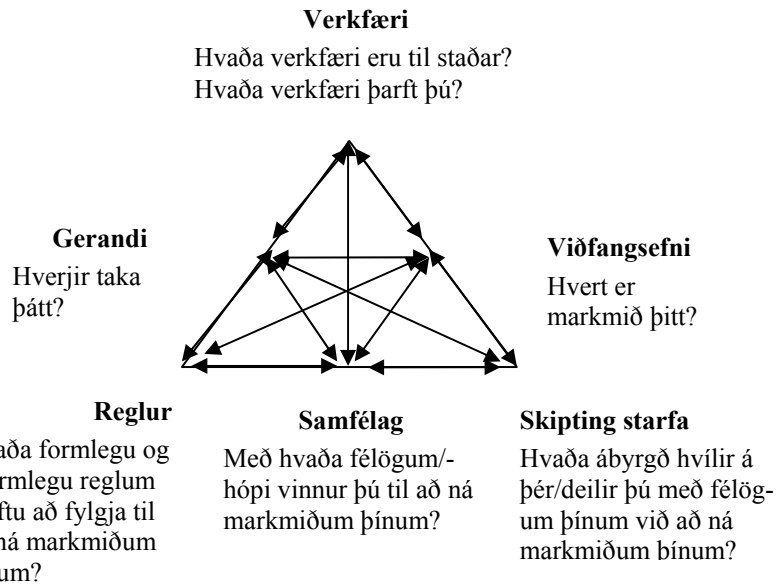 Verkfæri
Hvaða verkfæri eru til staðar?
Hvaða verkfæri þarft þú?
Gerandi
Hverjir taka
þátt?
Viðfangsefni
Hvert er
markmið þitt?
Reglur
aða formlegu og
rmlegu reglum
ftu að fylgja til
ná markmiðum
um?
Samfélag
Með hvaða félögum/-
hópi vinnur þú til að ná
markmiðum þínum?
Skipting starfa
Hvaða ábyrgð hvílir á
þér/deilir þú með félög-
um þínum við að ná
markmiðum þínum?